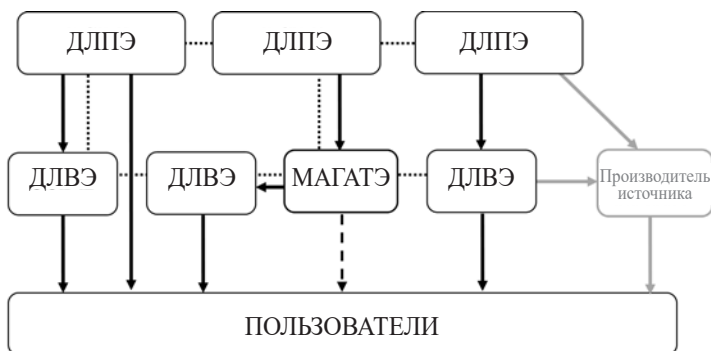 ДЛПЭ
ДЛПЭ
ДЛПЭ
ДЛВЭ
ДЛВЭ
МАГАТЭ
ДЛВЭ
Производитель
источника
ПОЛЬЗОВАТЕЛИ